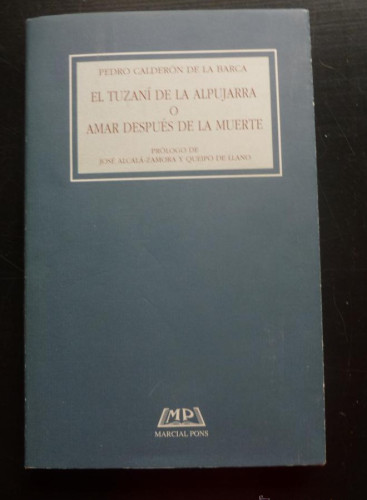 PEDRO CALDERÓN DE LA BARCA
EL TUZANÍ DE LA ALPUJARRA
O
AMAR DESPUÉS DE LA MUERTE
PRÓLOGO DE
JOSÉ ALCALÁ-ZAMORA Y QUEIPO DE LLANO
MP
MARCIAL PONS